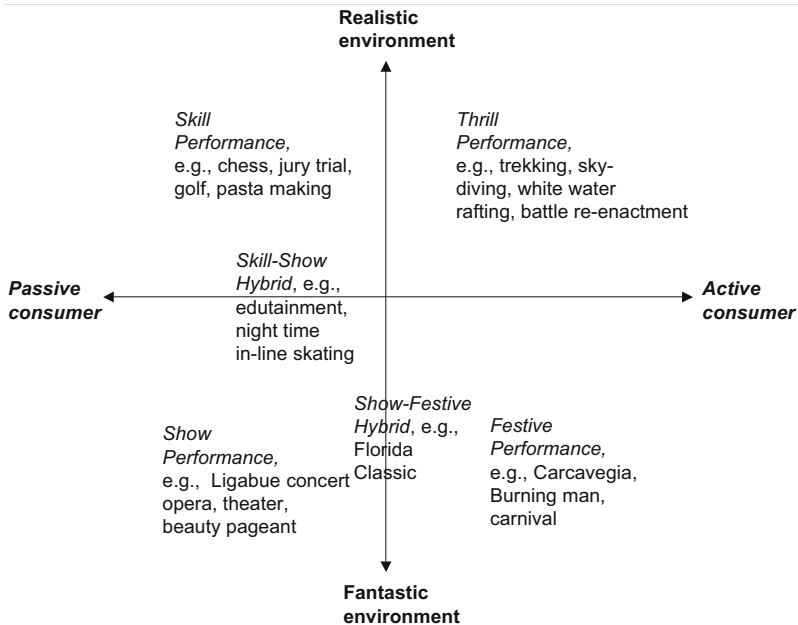 Realistic
environment
Skill
Performance,
e.g., chess, jury trial,
golf, pasta making
Thrill
Performance,
e.g., trekking, sky-
diving, white water
rafting, battle re-enactment
Passive
consumer
Skill-Show
Hybrid, e.g.,
edutainment,
night time
in-line skating
Active
consumer
Show
Performance,
e.g., Ligabue concert
opera, theater,
beauty pageant
Show-Festive
Hybrid, e.g.,
Florida
Classic
Festive
Performance,
e.g., Carcavegia,
Burning man,
carnival
Fantastic
environment